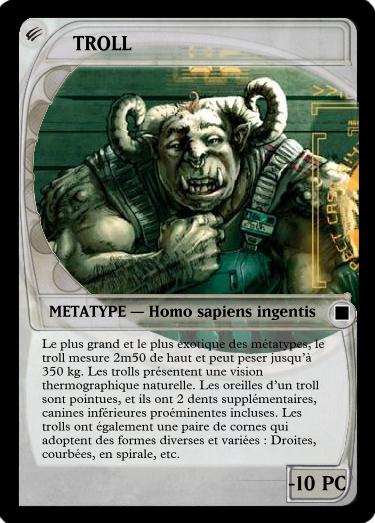 TROLL
METATYPE — Homo sapiens ingentis
Le plus grand et le plus exotique des métatypes, le
troll mesure 2m50 de haut et peut peser jusqu'à
350 kg. Les trolls présentent une vision
thermographique naturelle. Les oreilles d'un troll
sont pointues, et ils ont 2 dents supplémentaires,
canines inférieures proéminentes incluses. Les
trolls ont également une paire de cornes qui
adoptent des formes diverses et variées : Droites,
courbées, en spirale, etc.
-10 PC